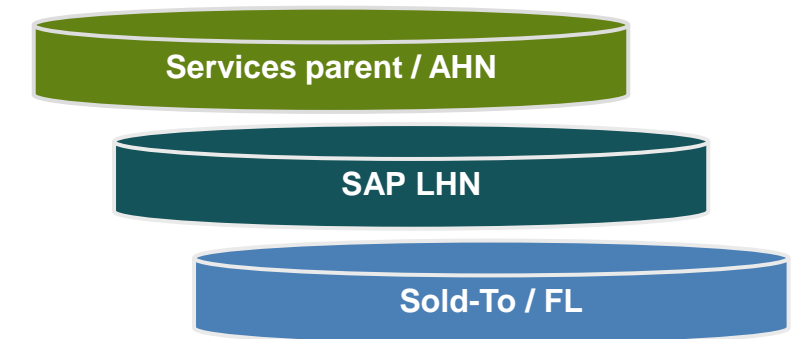 Services parent / AHN
SAP LHN
Sold-To / FL